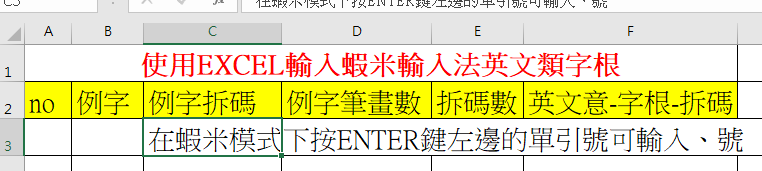 C3 在蝦米模式下按ENTER鍵左邊的單引號可輸入、號
A B C D E F
1 使用EXCEL輸入蝦米輸入法英文類字根
2 no 例字 例字拆碼 例字筆畫數 拆碼數 英文意-字根-拆碼
3 在蝦米模式下按ENTER鍵左邊的單引號可輸入、號